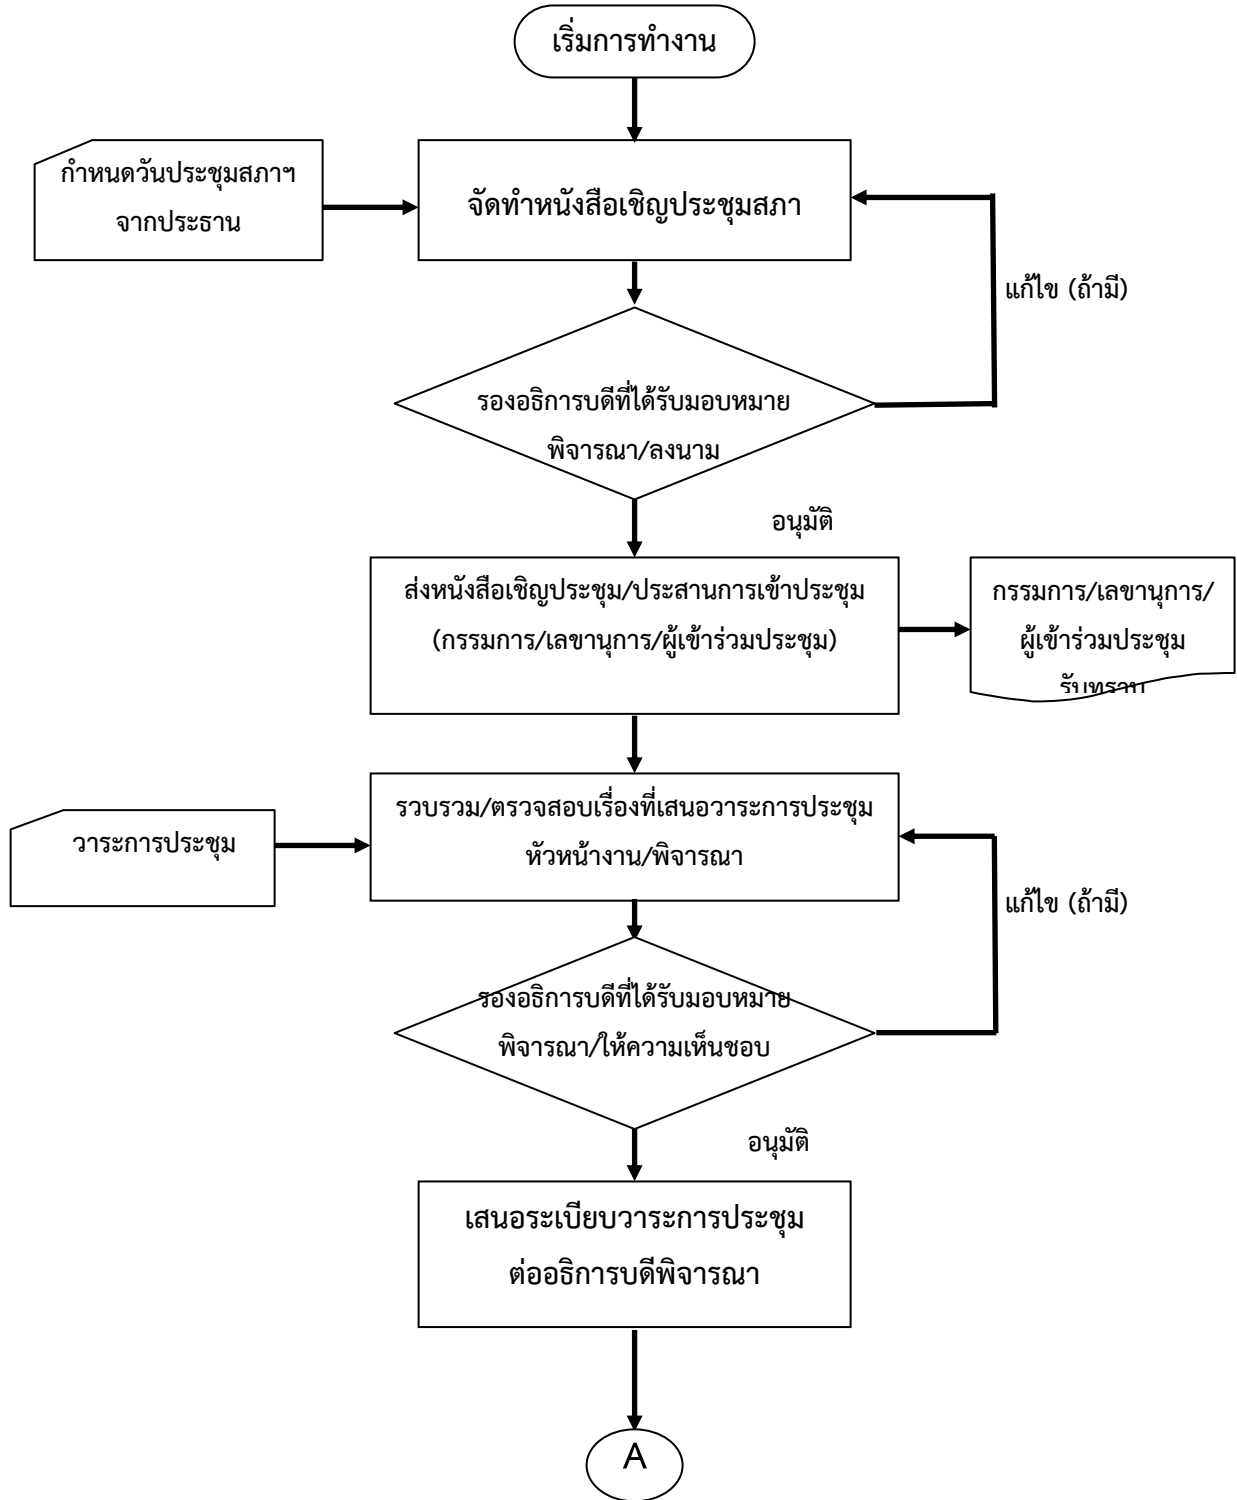 เริ่มการทำงาน
กำหนดวันประชุมสภาฯ
จากประธาน
จัดทำหนังสือเชิญประชุมสภา
แก้ไข (ถ้ามี)
รองอธิการบดีที่ได้รับมอบหมาย
พิจารณา/ลงนาม
อนุมัติ
ส่งหนังสือเชิญประชุม/ประสานการเข้าประชุม
(กรรมการ/เลขานุการ/ผู้เข้าร่วมประชุม)
กรรมการ/เลขานุการ/
ผู้เข้าร่วมประชุม
รับทราบ
วาระการประชุม
รวบรวม/ตรวจสอบเรื่องที่เสนอวาระการประชุม
หัวหน้างาน/พิจารณา
แก้ไข (ถ้ามี)
รองอธิการบดีที่ได้รับมอบหมาย
พิจารณา/ให้ความเห็นชอบ
อนุมัติ
เสนอระเบียบวาระการประชุม
ต่ออธิการบดีพิจารณา
A